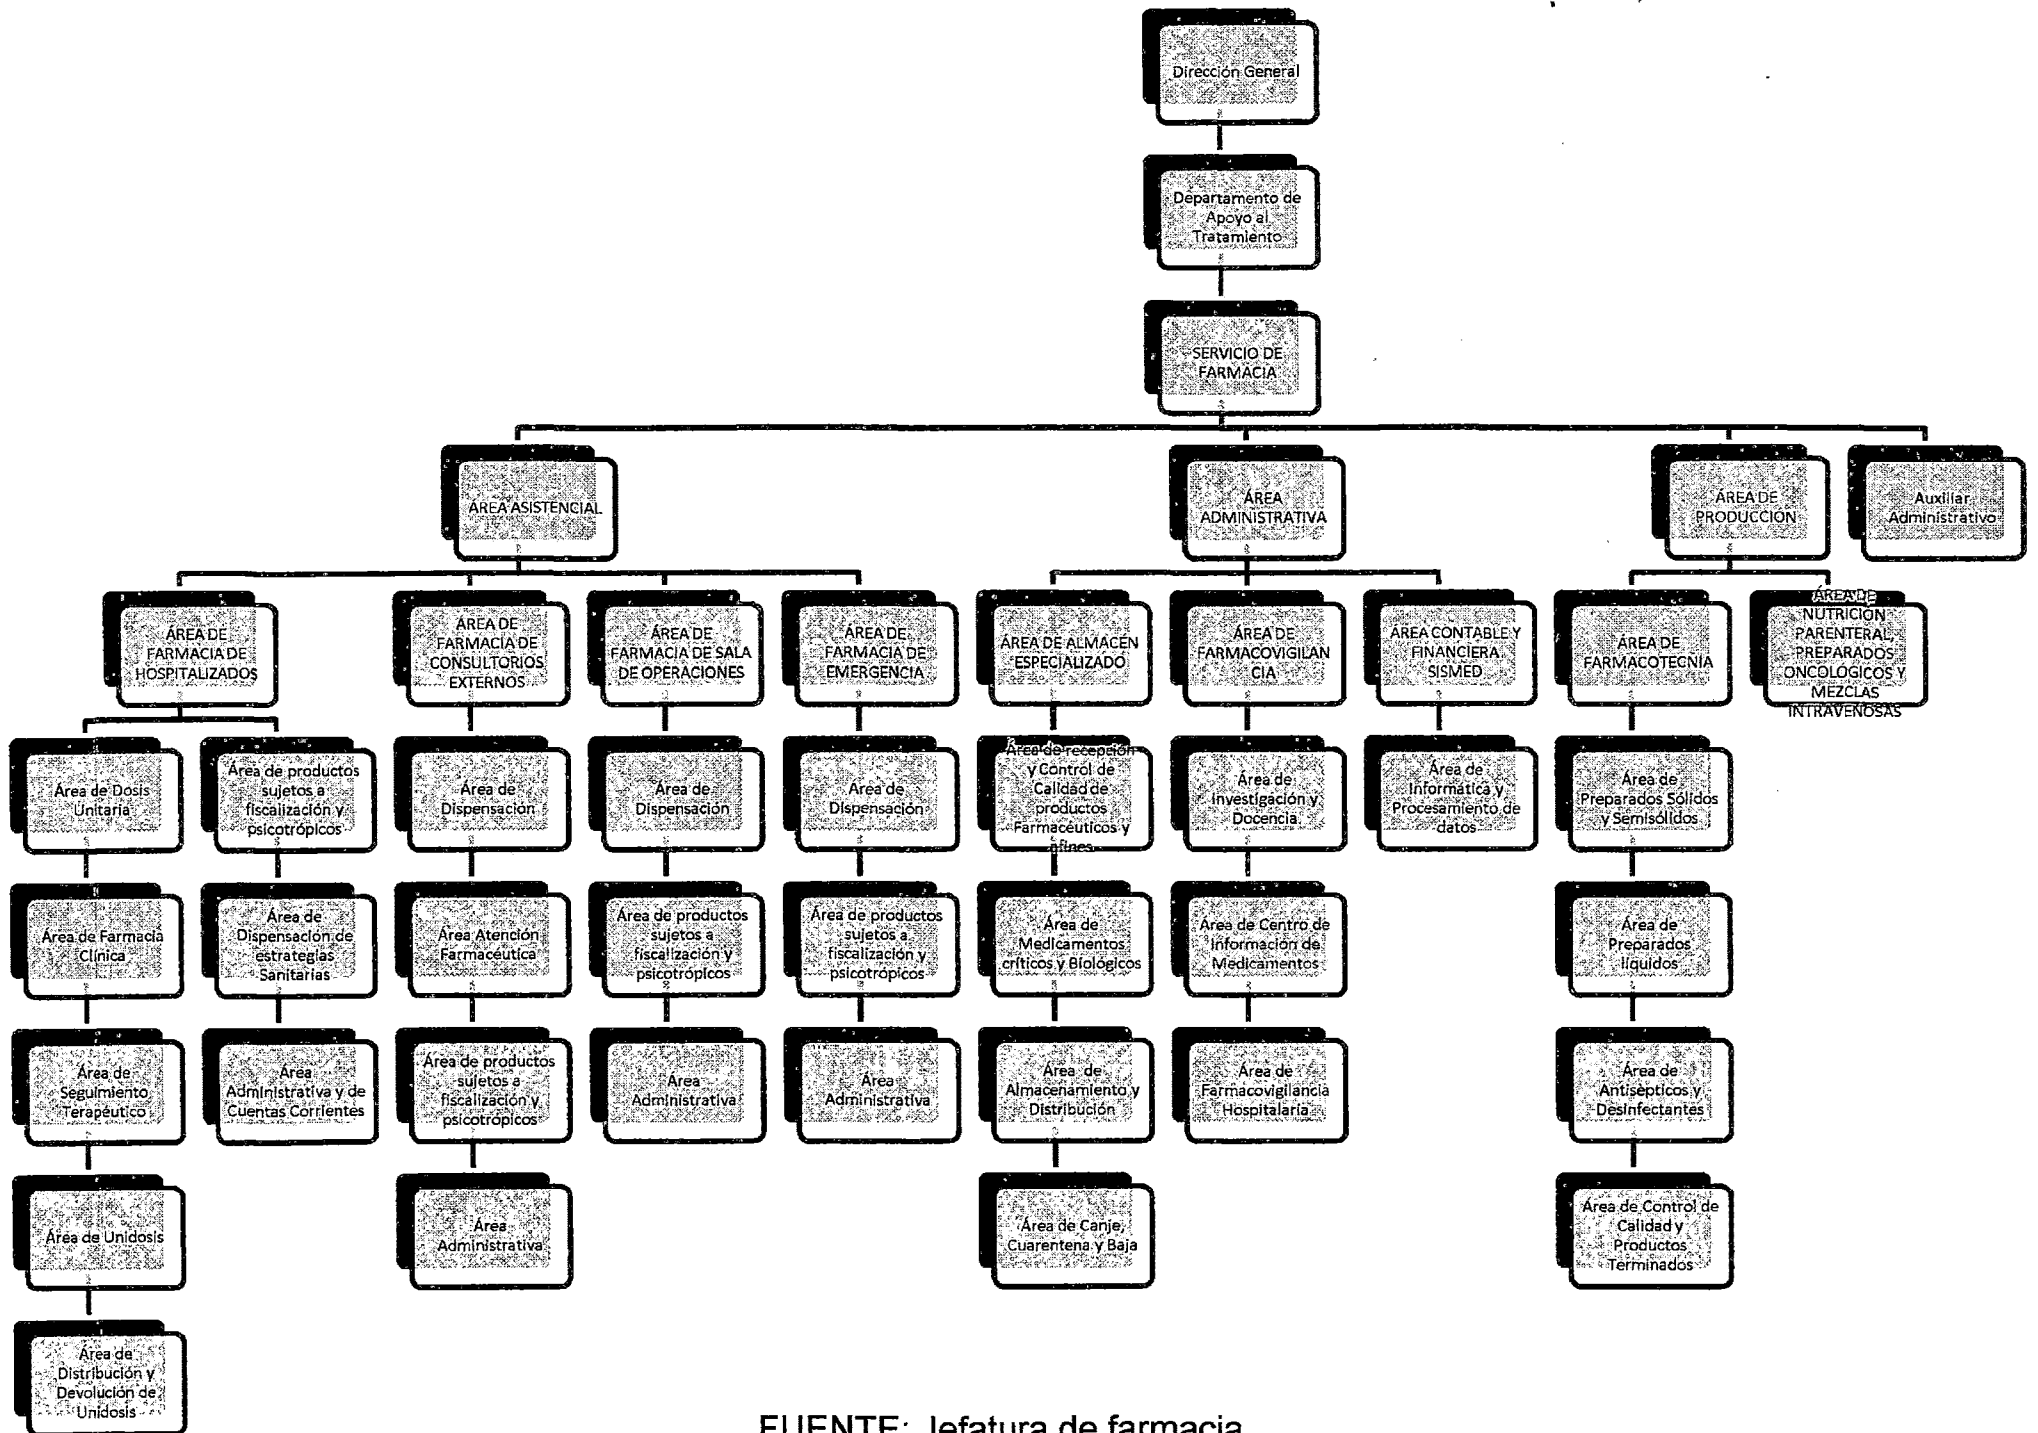 Dirección General
Departamento de
Apoyo al
Tratamiento
SERVICIO DE
FARMACIA
ÁREA ASISTENCIAL
ÁREA
ADMINISTRATIVA
ÁREA DE
PRODUCCIÓN
Auxiliar
Administrativo
ÁREA DE
FARMACIA DE
HOSPITALIZADOS
ÁREA DE
FARMACIA DE
CONSULTORIOS
EXTERNOS
ÁREA DE
FARMACIA DE SALA
DE OPERACIONES
ÁREA DE
FARMACIA DE
EMERGENCIA
ÁREA DE ALMACÉN
ESPECIALIZADO
ÁREA DE
FARMACOVIGILAN
CIA
ÁREA CONTABLE Y
FINANCIERA
SISMED
ÁREA DE
FARMACOTECNIA
ÁREA DE
NUTRICIÓN
PARENTERAL,
PREPARADOS
ONCOLOGICOS Y
MEZCLAS
INTRAVENOSAS
Área de Dosis
Unitaria
Área de productos
sujetos a
fiscalización y
psicotrópicos
Área de
Dispensación
Área de
Dispensación
Área de
Dispensación
Área de recepción
y Control de
Calidad de
productos
Farmacéuticos y
afines
Área de
Investigación y
Docencia
Área de
Informática y
Procesamiento de
datos
Área de
Preparados Sólidos
y Semisólidos
Área de Farmacia
Clínica
Área de
Dispensación de
estrategias
Sanitarias
Área Atención
Farmacéutica
Área de productos
sujetos a
fiscalización y
psicotrópicos
Área de productos
sujetos a
fiscalización y
psicotrópicos
Área de
Medicamentos
críticos y Biológicos
Área de Centro de
Información de
Medicamentos
Área de
Preparados
líquidos
Área de
Seguimiento
Terapéutico
Área
Administrativa y de
Cuentas Corrientes
Área de productos
sujetos a
fiscalización y
psicotrópicos
Área
Administrativa
Área
Administrativa
Área de
Almacenamiento y
Distribución
Área de
Farmacovigilancia
Hospitalaria
Área de
Antisépticos y
Desinfectantes
Área de Unidosis
Área
Administrativa
Área de Canje,
Cuarentena y Baja
Área de Control de
Calidad y
Productos
Terminados
Área de
Distribución y
Devolución de
Unidosis
FUENTE: Jefatura de farmacia